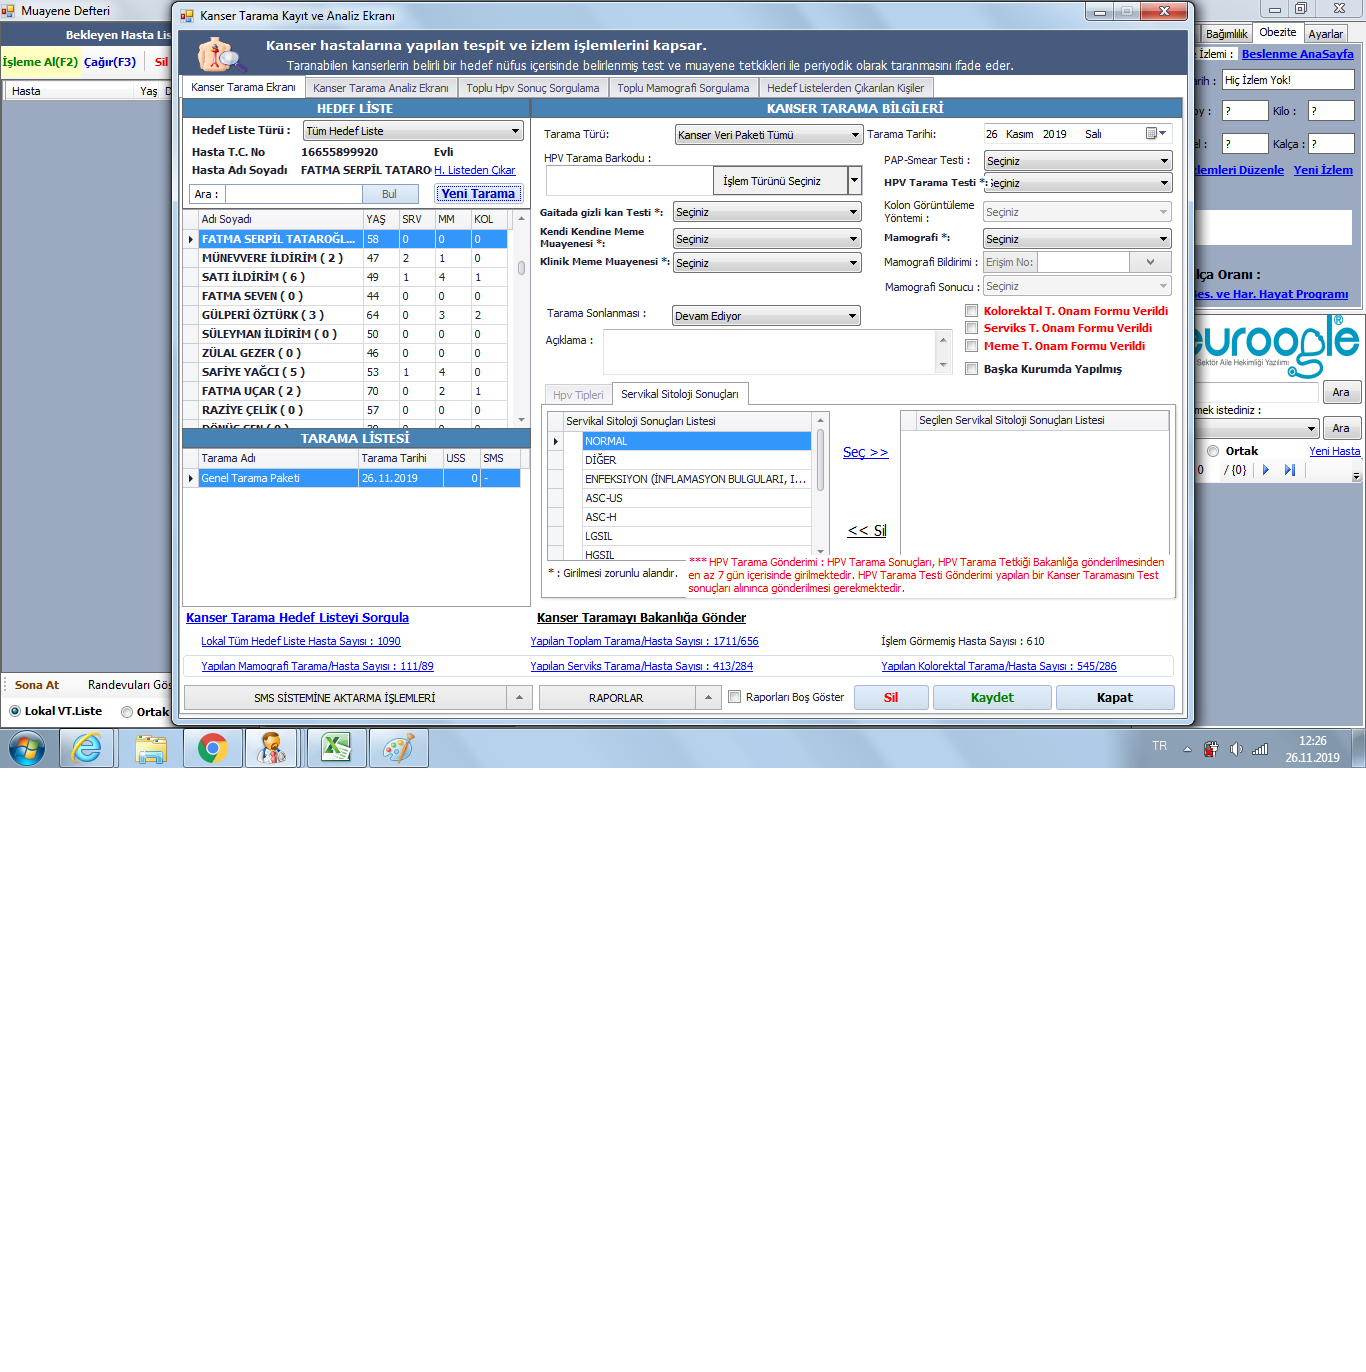 Muayene Defteri
Bekleyen Hasta Lis
İşleme Al(F2) Çağır(F3) Sil
Hasta Yaş D
Sona At Randevuları Gös
Lokal VT.Liste Ortak
Kanser Tarama Kayıt ve Analiz Ekranı
Kanser hastalarına yapılan tespit ve izlem işlemlerini kapsar.
Taranabilen kanserlerin belirli bir hedef nüfus içerisinde belirlenmiş test ve muayene tetkikleri ile periyodik olarak taranmasını ifade eder.
Kanser Tarama Ekranı Kanser Tarama Analiz Ekranı Toplu Hpv Sonuç Sorgulama Toplu Mamografi Sorgulama Hedef Listelerden Çıkarılan Kişiler
HEDEF LİSTE
Hedef Liste Türü : Tüm Hedef Liste
Hasta T.C. No 16655899920 Evli
Hasta Adı Soyadı FATMA SERPİL TATARO H. Listeden Çıkar
Ara : Bul Yeni Tarama
Adı Soyadı YAŞ SRV MM KOL
FATMA SERPİL TATAROĞL... 58 0 0 0
MÜNEVVERE İLDİRİM ( 2 ) 47 2 1 0
SATI İLDİRİM ( 6 ) 49 1 4 1
FATMA SEVEN ( 0 ) 44 0 0 0
GÜLPERİ ÖZTÜRK ( 3 ) 64 0 3 2
SÜLEYMAN İLDİRİM ( 0 ) 50 0 0 0
ZÜLAL GEZER ( 0 ) 46 0 0 0
SAFİYE YAĞCI ( 5 ) 53 1 4 0
FATMA UÇAR ( 2 ) 70 0 2 1
RAZİYE ÇELİK ( 0 ) 57 0 0 0
TARAMA LİSTESİ
Tarama Adı Tarama Tarihi USS SMS
Genel Tarama Paketi 26.11.2019 0 -
KANSER TARAMA BİLGİLERİ
Tarama Türü: Kanser Veri Paketi Tümü Tarama Tarihi: 26 Kasım 2019 Salı
HPV Tarama Barkodu : İşlem Türünü Seçiniz
PAP-Smear Testi : Seçiniz
HPV Tarama Testi *: Seçiniz
Gaitada gizli kan Testi *: Seçiniz
Kolon Görüntüleme Yöntemi : Seçiniz
Kendi Kendine Meme Muayenesi *: Seçiniz
Mamografi *: Seçiniz
Klinik Meme Muayenesi *: Seçiniz
Mamografi Bildirimi : Erişim No:
Mamografi Sonucu : Seçiniz
Tarama Sonlanması : Devam Ediyor
Açıklama :
Kolorektal T. Onam Formu Verildi
Serviks T. Onam Formu Verildi
Meme T. Onam Formu Verildi
Başka Kurumda Yapılmış
Hpv Tipleri Servikal Sitoloji Sonuçları
Servikal Sitoloji Sonuçları Listesi
NORMAL
DİĞER
ENFEKSIYON (İNFLAMASYON BULGULARI, I...
ASC-US
ASC-H
LGSIL
HGSIL
Seç >>
<< Sil
Seçilen Servikal Sitoloji Sonuçları Listesi
* : Girilmesi zorunlu alandır.
*** HPV Tarama Gönderimi : HPV Tarama Sonuçları, HPV Tarama Tetkiği Bakanlığa gönderilmesinden
en az 7 gün içerisinde girilmektedir. HPV Tarama Testi Gönderimi yapılan bir Kanser Taramasını Test
sonuçları alınınca gönderilmesi gerekmektedir.
Kanser Tarama Hedef Listeyi Sorgula Kanser Taramayı Bakanlığa Gönder
Lokal Tüm Hedef Liste Hasta Sayısı : 1090 Yapılan Toplam Tarama/Hasta Sayısı : 1711/656 İşlem Görmemiş Hasta Sayısı : 610
Yapılan Mamografi Tarama/Hasta Sayısı : 111/89 Yapılan Serviks Tarama/Hasta Sayısı : 413/284 Yapılan Kolorektal Tarama/Hasta Sayısı : 545/286
SMS SİSTEMİNE AKTARMA İŞLEMLERİ RAPORLAR Raporları Boş Göster Sil Kaydet Kapat
Bağımlılık Obezite Ayarlar
İzlemi : Beslenme AnaSayfa
rih : Hiç İzlem Yok!
oy : ? Kilo : ?
el : ? Kalça : ?
zlemleri Düzenle Yeni İzlem
lça Oranı :
Bes. ve Har. Hayat Programı
euroogle®
Sektör Aile Hekimliği Yazılımı
Ara
mek istediniz :
Ara
Ortak Yeni Hasta
0 / {0}
TR 12:26
26.11.2019